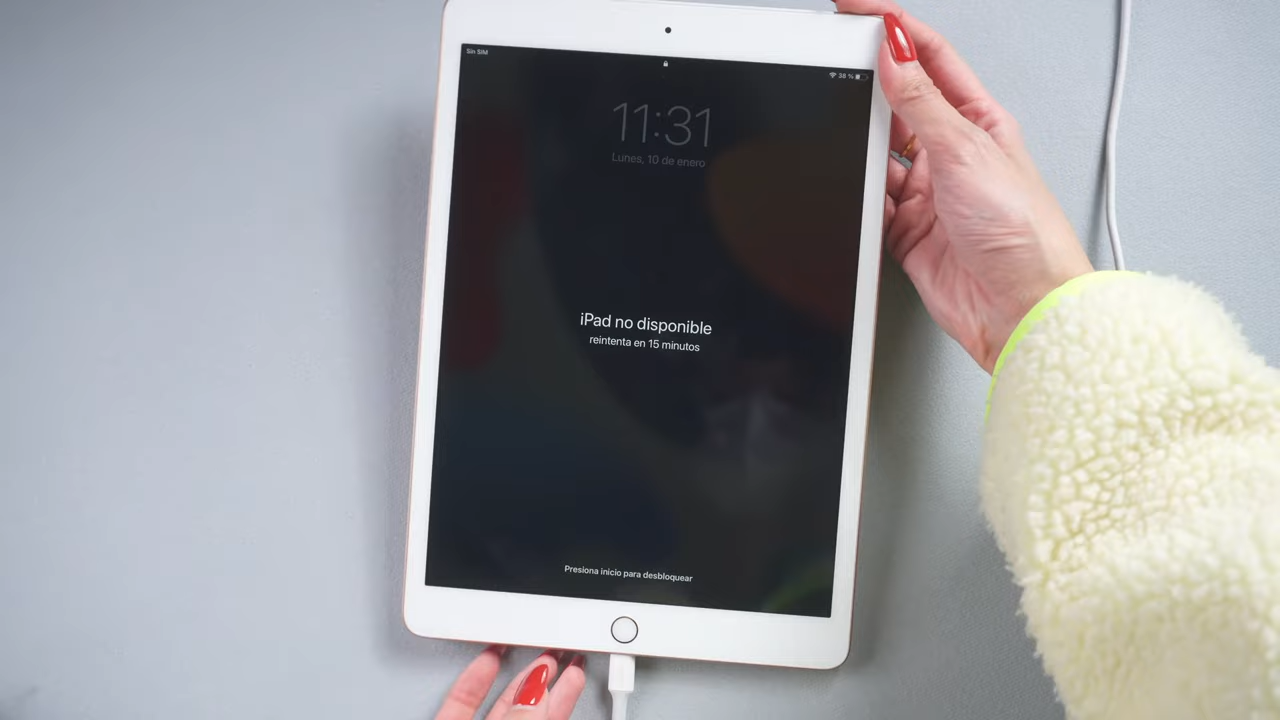 Sin SIM
38 %
11:31
Lunes, 10 de enero
iPad no disponible
reintenta en 15 minutos
Presiona inicio para desbloquear